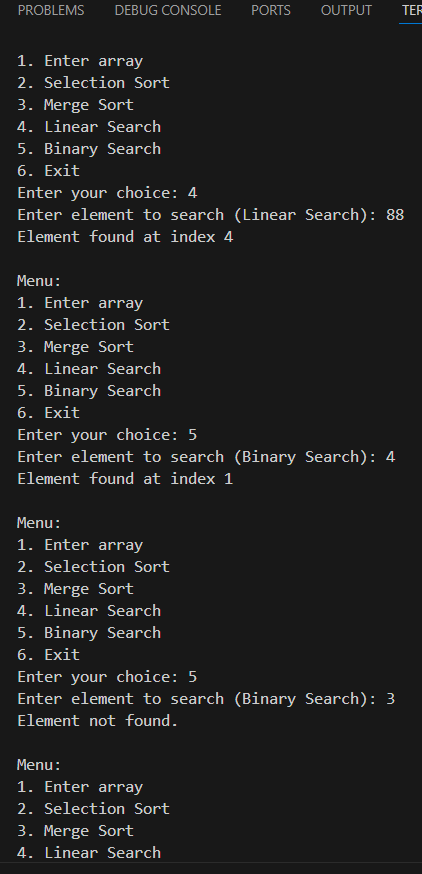 PROBLEMS DEBUG CONSOLE PORTS OUTPUT TER
1. Enter array
2. Selection Sort
3. Merge Sort
4. Linear Search
5. Binary Search
6. Exit
Enter your choice: 4
Enter element to search (Linear Search): 88
Element found at index 4
Menu:
1. Enter array
2. Selection Sort
3. Merge Sort
4. Linear Search
5. Binary Search
6. Exit
Enter your choice: 5
Enter element to search (Binary Search): 4
Element found at index 1
Menu:
1. Enter array
2. Selection Sort
3. Merge Sort
4. Linear Search
5. Binary Search
6. Exit
Enter your choice: 5
Enter element to search (Binary Search): 3
Element not found.
Menu:
1. Enter array
2. Selection Sort
3. Merge Sort
4. Linear Search